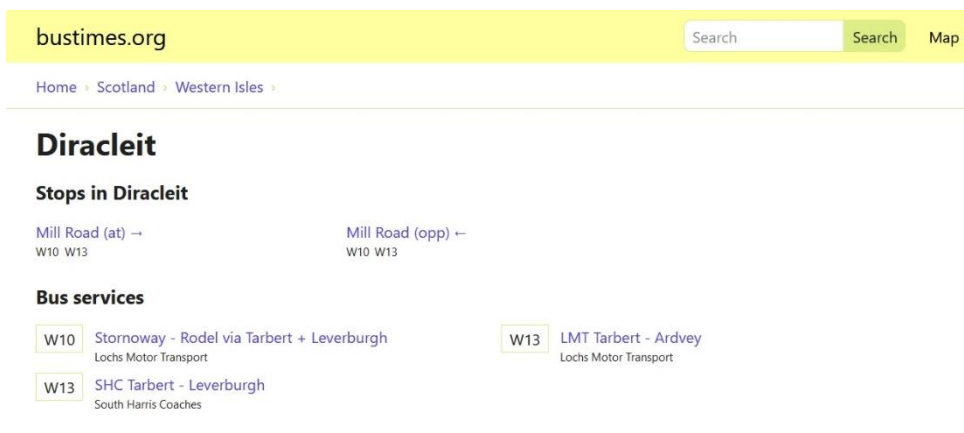 bustimes.org Search Search Map
Home › Scotland › Western Isles ›
Diracleit
Stops in Diracleit
Mill Road (at) → Mill Road (opp) ←
W10 W13 W10 W13
Bus services
W10 Stornoway - Rodel via Tarbert + Leverburgh W13 LMT Tarbert - Ardvey
Lochs Motor Transport Lochs Motor Transport
W13 SHC Tarbert - Leverburgh
South Harris Coaches